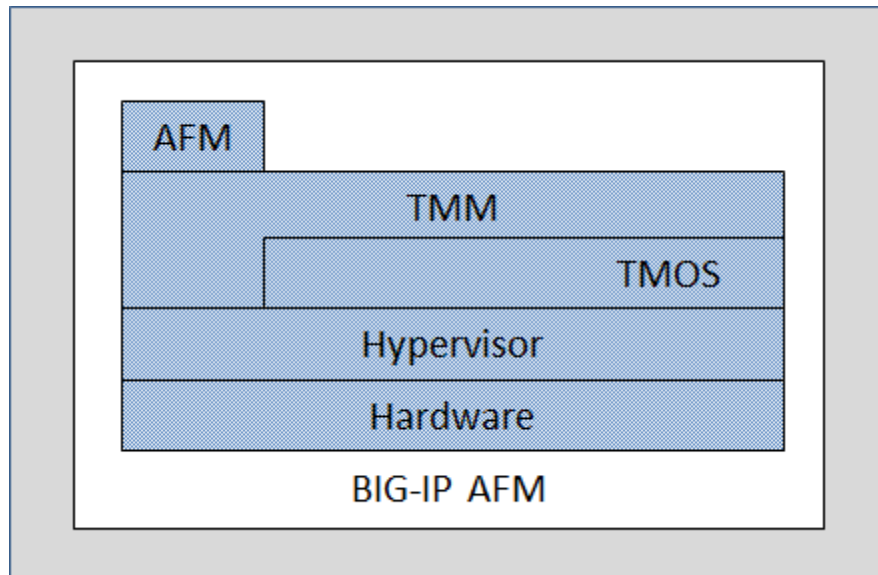 AFM
TMM
TMOS
Hypervisor
Hardware
BIG-IP AFM